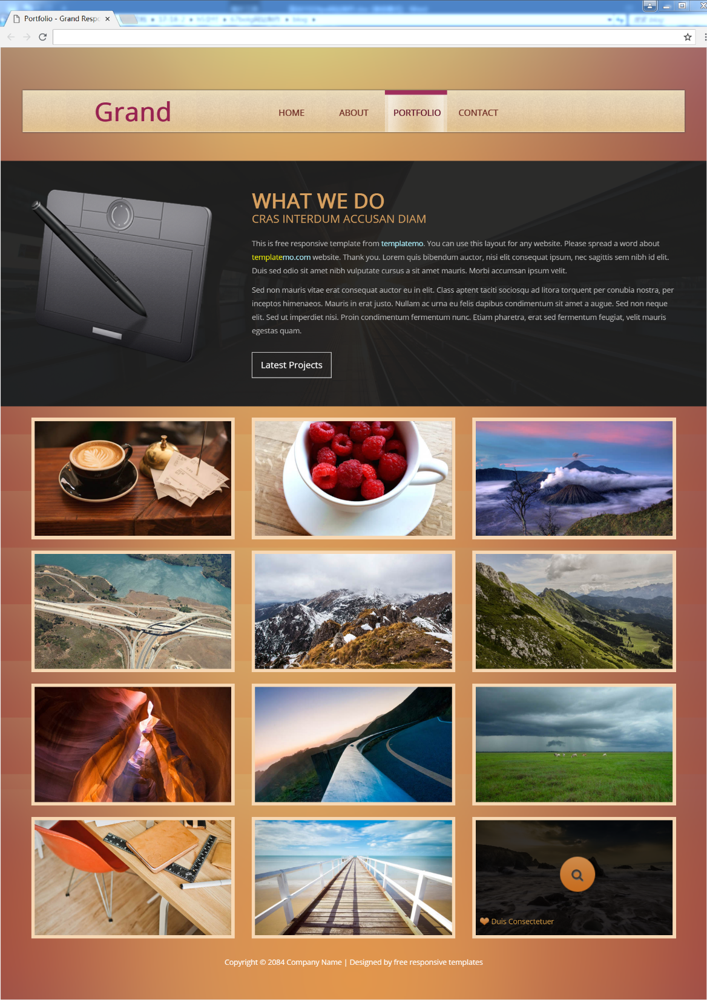 Portfolio - Grand Resp
Grand
HOME
ABOUT
PORTFOLIO
CONTACT
WHAT WE DO
CRAS INTERDUM ACCUSAN DIAM
This is free responsive template from templatemo. You can use this layout for any website. Please spread a word about
templatemo.com website. Thank you. Lorem quis bibendum auctor, nisi elit consequat ipsum, nec sagittis sem nibh id elit.
Duis sed odio sit amet nibh vulputate cursus a sit amet mauris. Morbi accumsan ipsum velit.
Sed non mauris vitae erat consequat auctor eu in elit. Class aptent taciti sociosqu ad litora torquent per conubia nostra, per
inceptos himenaeos. Mauris in erat justo. Nullam ac urna eu felis dapibus condimentum sit amet a augue. Sed non neque
elit. Sed ut imperdiet nisi. Proin condimentum fermentum nunc. Etiam pharetra, erat sed fermentum feugiat, velit mauris
egestas quam.
Latest Projects
Duis Consectetuer
Copyright © 2084 Company Name | Designed by free responsive templates